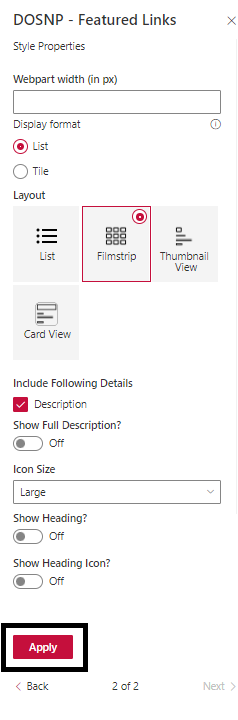 DOSNP - Featured Links
Style Properties
Webpart width (in px)
Display format
List
Tile
Layout
List Filmstrip Thumbnail
View
Card View
Include Following Details
Description
Show Full Description?
Off
Icon Size
Large
Show Heading?
Off
Show Heading Icon?
Off
Apply
Back 2 of 2 Next